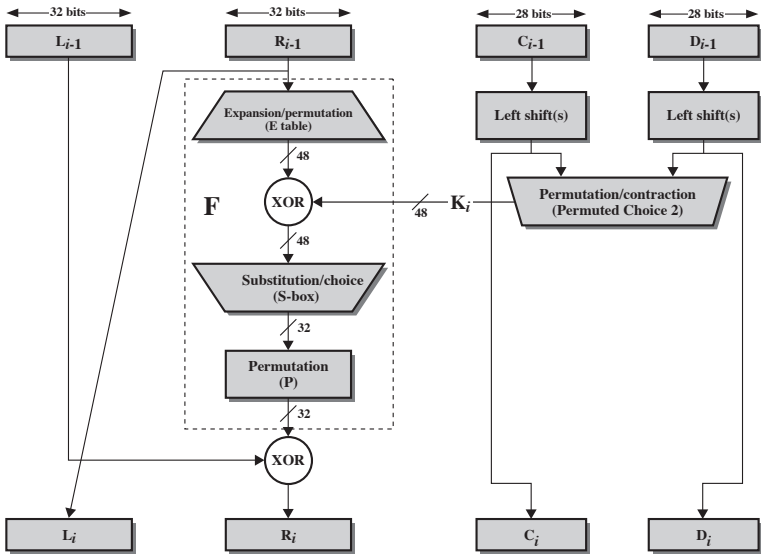 32 bits
32 bits
28 bits
28 bits
Li-1
Ri-1
Ci-1
Di-1
Expansion/permutation
(E table)
Left shift(s)
Left shift(s)
48
F
XOR
48
Ki
Permutation/contraction
(Permuted Choice 2)
48
Substitution/choice
(S-box)
32
Permutation
(P)
32
XOR
Li
Ri
Ci
Di